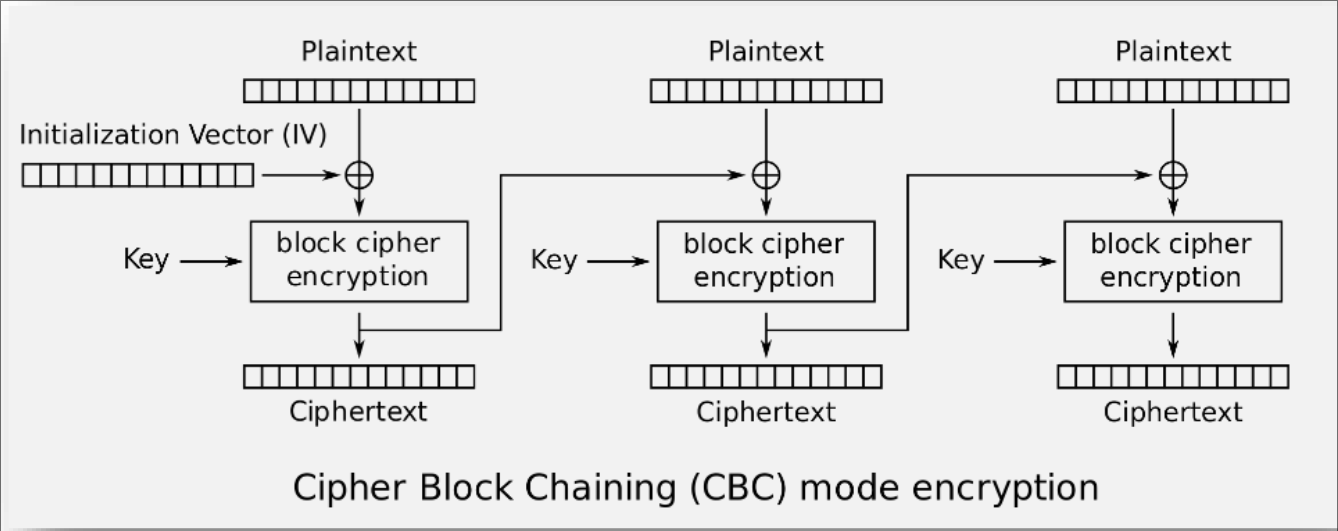 Plaintext
Plaintext
Plaintext
Initialization Vector (IV)
Key
block cipher
encryption
Key
block cipher
encryption
Key
block cipher
encryption
Ciphertext
Ciphertext
Ciphertext
Cipher Block Chaining (CBC) mode encryption